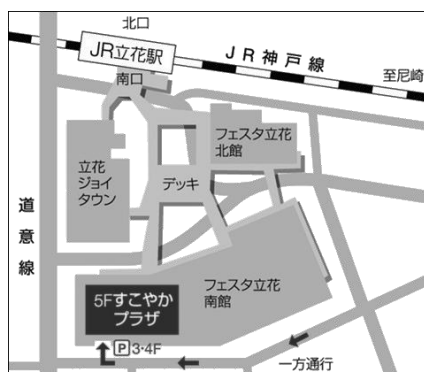 北口
JR立花駅
JR神戸線
至尼崎
南口
フェスタ立花
北館
立花
ジョイ
タウン
デッキ
道意線
フェスタ立花
南館
5Fすこやか
プラザ
P3・4F
一方通行